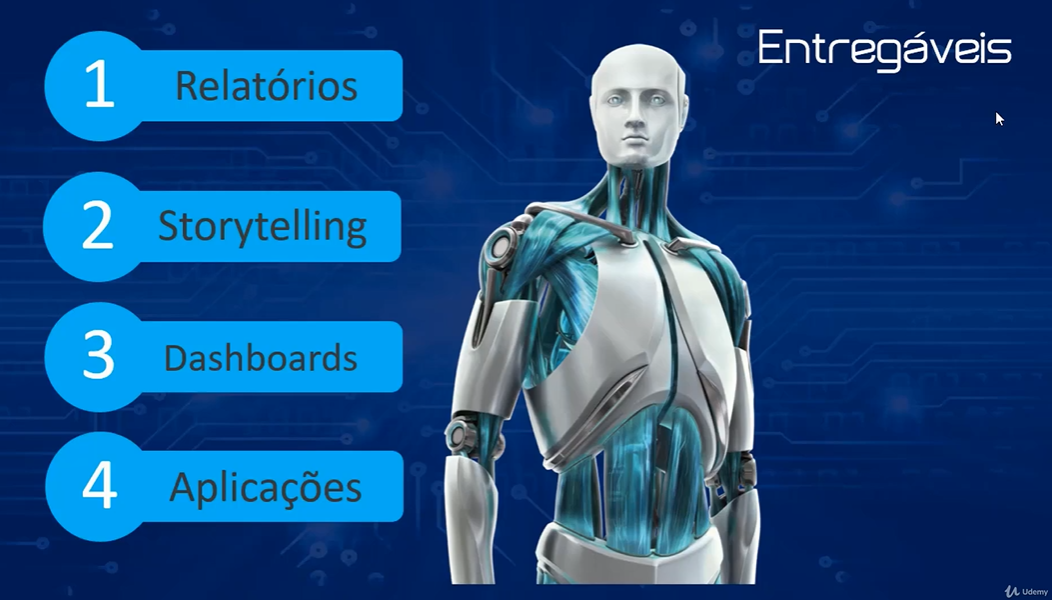 Entregáveis
1 Relatórios
2 Storytelling
3 Dashboards
4 Aplicações
Udemy